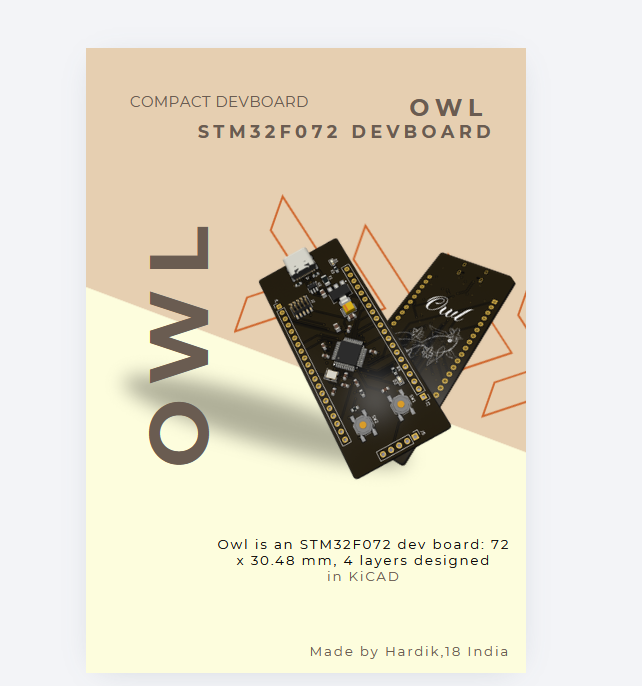 COMPACT DEVBOARD
OWL
STM32F072 DEVBOARD
OWL
Owl
Owl is an STM32F072 dev board: 72
x 30.48 mm, 4 layers designed
in KiCAD
Made by Hardik,18 India